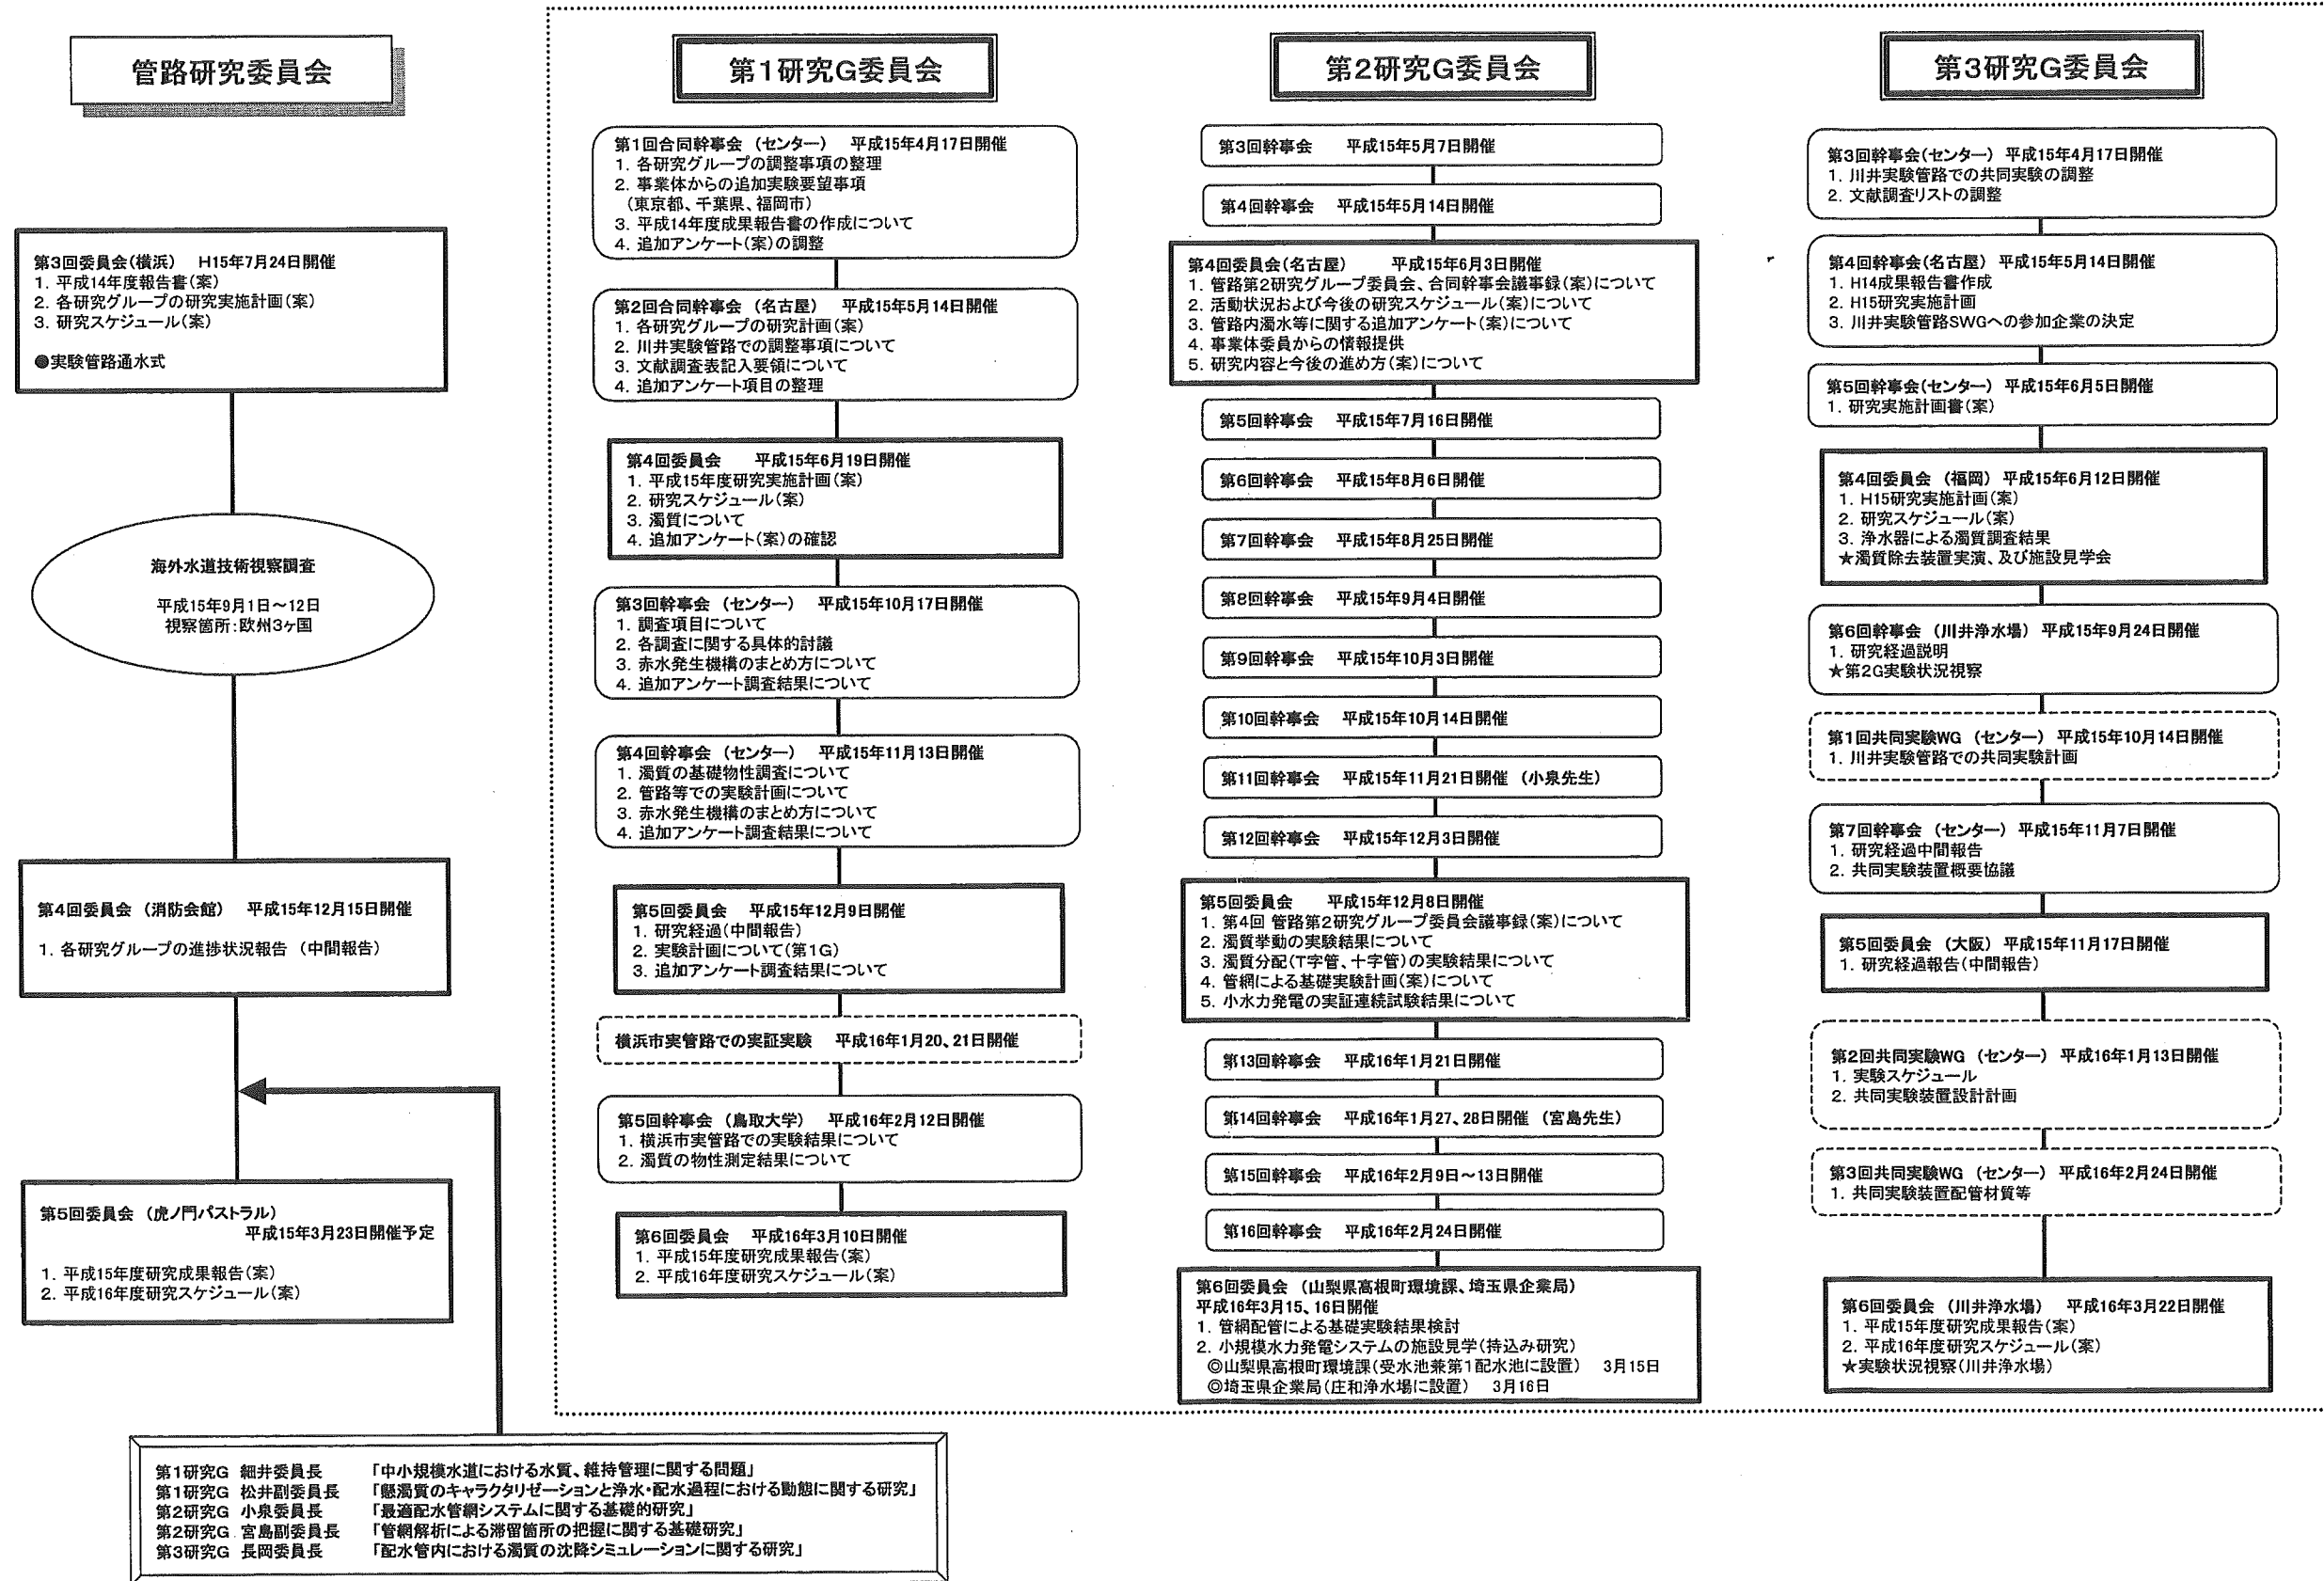 管路研究委員会
第3回委員会(横浜) H15年7月24日開催
1. 平成14年度報告書(案)
2. 各研究グループの研究実施計画(案)
3. 研究スケジュール(案)
●実験管路通水式
海外水道技術視察調査
平成15年9月1日～12日
視察箇所:欧州3ヶ国
第4回委員会 (消防会館) 平成15年12月15日開催
1. 各研究グループの進捗状況報告 (中間報告)
第5回委員会 (虎ノ門パストラル)
平成15年3月23日開催予定
1. 平成15年度研究成果報告(案)
2. 平成16年度研究スケジュール(案)
第1研究G委員会
第1回合同幹事会 (センター) 平成15年4月17日開催
1. 各研究グループの調整事項の整理
2. 事業体からの追加実験要望事項
(東京都、千葉県、福岡市)
3. 平成14年度成果報告書の作成について
4. 追加アンケート(案)の調整
第2回合同幹事会 (名古屋) 平成15年5月14日開催
1. 各研究グループの研究計画(案)
2. 川井実験管路での調整事項について
3. 文献調査表記入要領について
4. 追加アンケート項目の整理
第4回委員会 平成15年6月19日開催
1. 平成15年度研究実施計画(案)
2. 研究スケジュール(案)
3. 濁質について
4. 追加アンケート(案)の確認
第3回幹事会 (センター) 平成15年10月17日開催
1. 調査項目について
2. 各調査に関する具体的討議
3. 赤水発生機構のまとめ方について
4. 追加アンケート調査結果について
第4回幹事会 (センター) 平成15年11月13日開催
1. 濁質の基礎物性調査について
2. 管路等での実験計画について
3. 赤水発生機構のまとめ方について
4. 追加アンケート調査結果について
第5回委員会 平成15年12月9日開催
1. 研究経過(中間報告)
2. 実験計画について(第1G)
3. 追加アンケート調査結果について
横浜市実管路での実証実験 平成16年1月20、21日開催
第5回幹事会 (鳥取大学) 平成16年2月12日開催
1. 横浜市実管路での実験結果について
2. 濁質の物性測定結果について
第6回委員会 平成16年3月10日開催
1. 平成15年度研究成果報告(案)
2. 平成16年度研究スケジュール(案)
第2研究G委員会
第3回幹事会 平成15年5月7日開催
第4回幹事会 平成15年5月14日開催
第4回委員会(名古屋) 平成15年6月3日開催
1. 管路第2研究グループ委員会、合同幹事会議事録(案)について
2. 活動状況および今後の研究スケジュール(案)について
3. 管路内濁水等に関する追加アンケート(案)について
4. 事業体委員からの情報提供
5. 研究内容と今後の進め方(案)について
第5回幹事会 平成15年7月16日開催
第6回幹事会 平成15年8月6日開催
第7回幹事会 平成15年8月25日開催
第8回幹事会 平成15年9月4日開催
第9回幹事会 平成15年10月3日開催
第10回幹事会 平成15年10月14日開催
第11回幹事会 平成15年11月21日開催 (小泉先生)
第12回幹事会 平成15年12月3日開催
第5回委員会 平成15年12月8日開催
1. 第4回 管路第2研究グループ委員会議事録(案)について
2. 濁質挙動の実験結果について
3. 濁質分配(T字管、十字管)の実験結果について
4. 管網による基礎実験計画(案)について
5. 小水力発電の実証連続試験結果について
第13回幹事会 平成16年1月21日開催
第14回幹事会 平成16年1月27、28日開催 (宮島先生)
第15回幹事会 平成16年2月9日～13日開催
第16回幹事会 平成16年2月24日開催
第6回委員会 (山梨県高根町環境課、埼玉県企業局)
平成16年3月15、16日開催
1. 管網配管による基礎実験結果検討
2. 小規模水力発電システムの施設見学(持込み研究)
◎山梨県高根町環境課(受水池兼第1配水池に設置) 3月15日
◎埼玉県企業局(庄和浄水場に設置) 3月16日
第3研究G委員会
第3回幹事会(センター) 平成15年4月17日開催
1. 川井実験管路での共同実験の調整
2. 文献調査リストの調整
第4回幹事会(名古屋) 平成15年5月14日開催
1. H14成果報告書作成
2. H15研究実施計画
3. 川井実験管路SWGへの参加企業の決定
第5回幹事会(センター) 平成15年6月5日開催
1. 研究実施計画書(案)
第4回委員会 (福岡) 平成15年6月12日開催
1. H15研究実施計画(案)
2. 研究スケジュール(案)
3. 浄水器による濁質調査結果
★濁質除去装置実演、及び施設見学会
第6回幹事会 (川井浄水場) 平成15年9月24日開催
1. 研究経過説明
★第2G実験状況視察
第1回共同実験WG (センター) 平成15年10月14日開催
1. 川井実験管路での共同実験計画
第7回幹事会 (センター) 平成15年11月7日開催
1. 研究経過中間報告
2. 共同実験装置概要協議
第5回委員会 (大阪) 平成15年11月17日開催
1. 研究経過報告(中間報告)
第2回共同実験WG (センター) 平成16年1月13日開催
1. 実験スケジュール
2. 共同実験装置設計計画
第3回共同実験WG (センター) 平成16年2月24日開催
1. 共同実験装置配管材質等
第6回委員会 (川井浄水場) 平成16年3月22日開催
1. 平成15年度研究成果報告(案)
2. 平成16年度研究スケジュール(案)
★実験状況視察(川井浄水場)
第1研究G 細井委員長 「中小規模水道における水質、維持管理に関する問題」
第1研究G 松井副委員長 「懸濁質のキャラクタリゼーションと浄水・配水過程における動態に関する研究」
第2研究G 小泉委員長 「最適配水管網システムに関する基礎的研究」
第2研究G 宮島副委員長 「管網解析による滞留箇所の把握に関する基礎研究」
第3研究G 長岡委員長 「配水管内における濁質の沈降シミュレーションに関する研究」